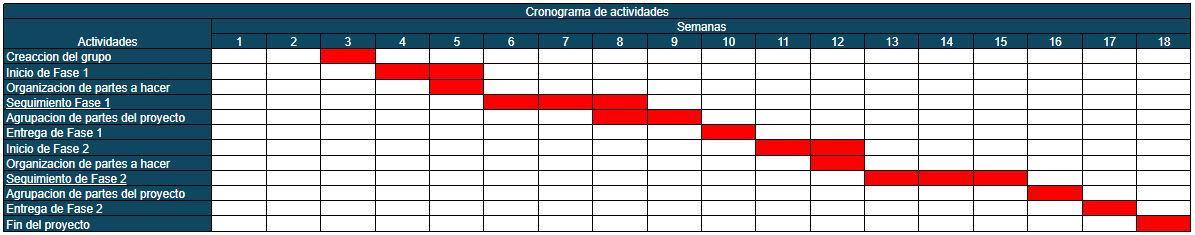 Cronograma de actividades
Semanas
Actividades 1 2 3 4 5 6 7 8 9 10 11 12 13 14 15 16 17 18
Creaccion del grupo
Inicio de Fase 1
Organizacion de partes a hacer
Seguimiento Fase 1
Agrupacion de partes del proyecto
Entrega de Fase 1
Inicio de Fase 2
Organizacion de partes a hacer
Seguimiento de Fase 2
Agrupacion de partes del proyecto
Entrega de Fase 2
Fin del proyecto